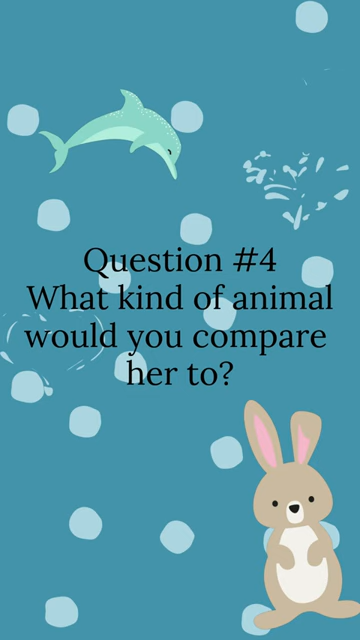 Question #4
What kind of animal
would you compare
her to?